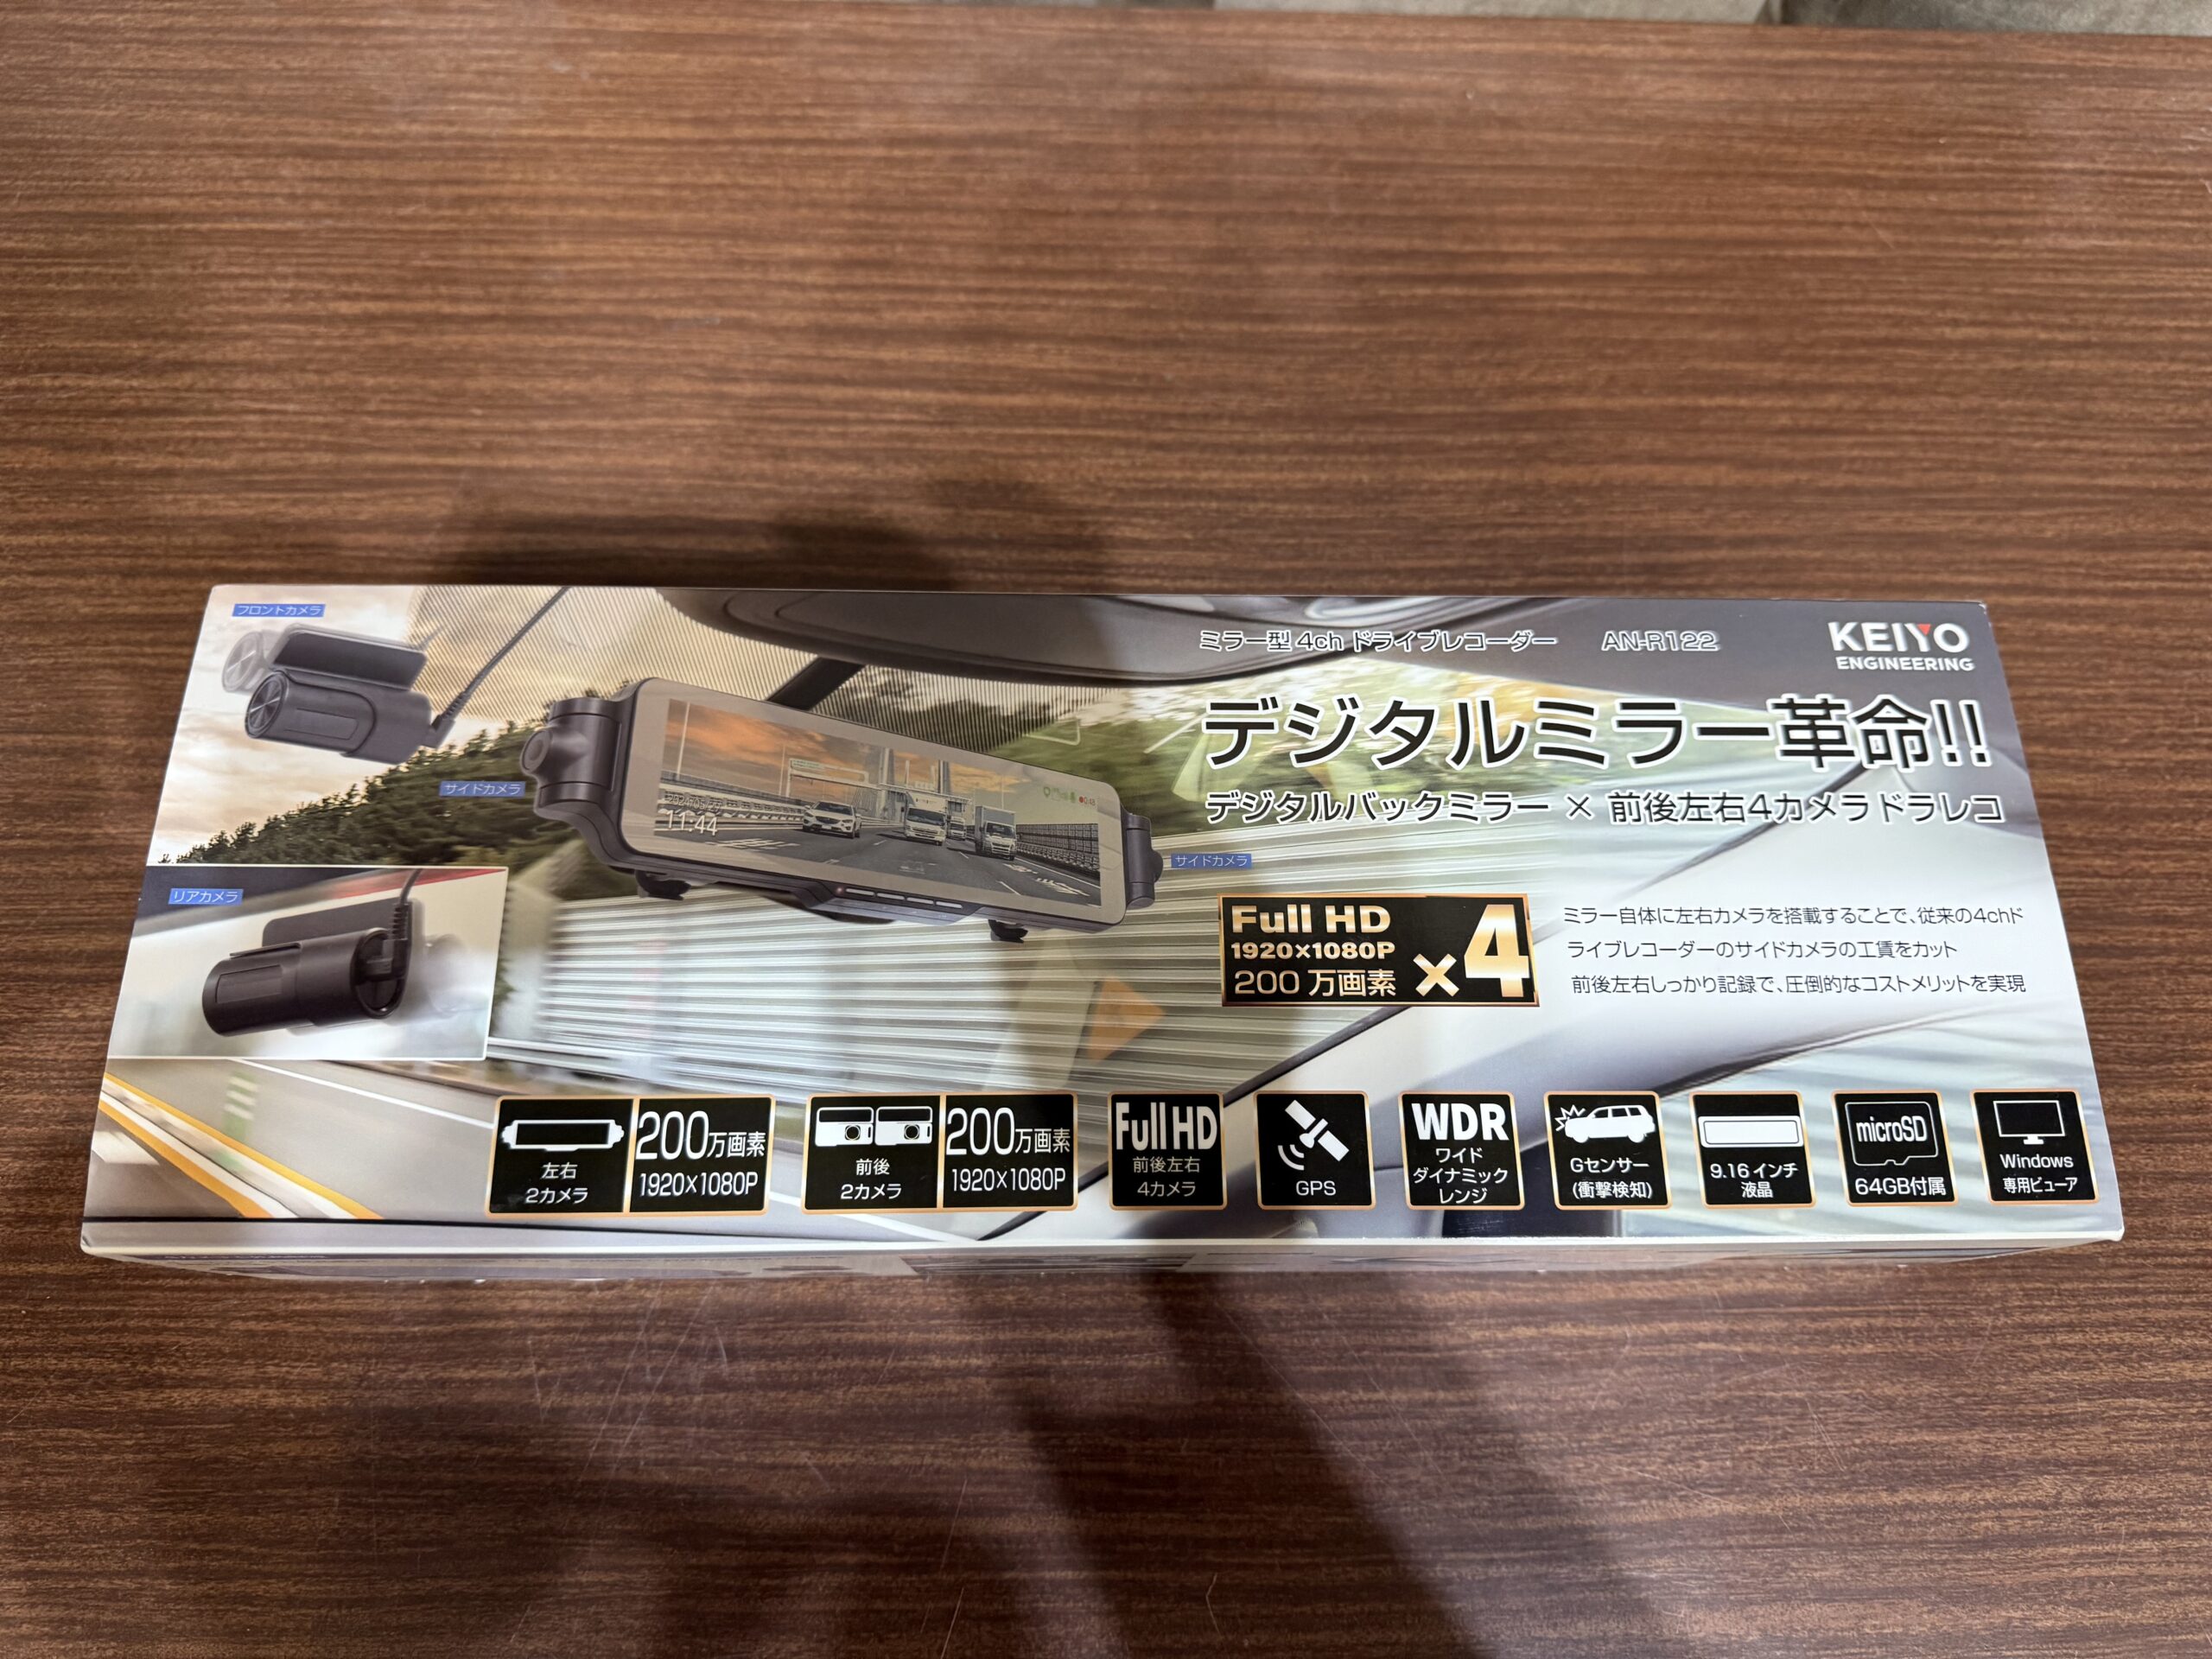 フロントカメラ
ミラー型 4ch ドライブレコーダー AN-R122
KEIYO
ENGINEERING
デジタルミラー革命!!
デジタルバックミラー × 前後左右4カメラドラレコ
サイドカメラ
11:44
サイドカメラ
リアカメラ
Full HD
1920×1080P
200 万画素
×4
ミラー自体に左右カメラを搭載することで、従来の4chド
ライブレコーダーのサイドカメラの工賃をカット
前後左右しっかり記録で、圧倒的なコストメリットを実現
左右
2カメラ
200万画素
1920×1080P
前後
2カメラ
200万画素
1920×1080P
Full HD
前後左右
4カメラ
GPS
WDR
ワイド
ダイナミック
レンジ
Gセンサー
(衝撃検知)
9.16 インチ
液晶
microSD
64GB付属
Windows
専用ビューア